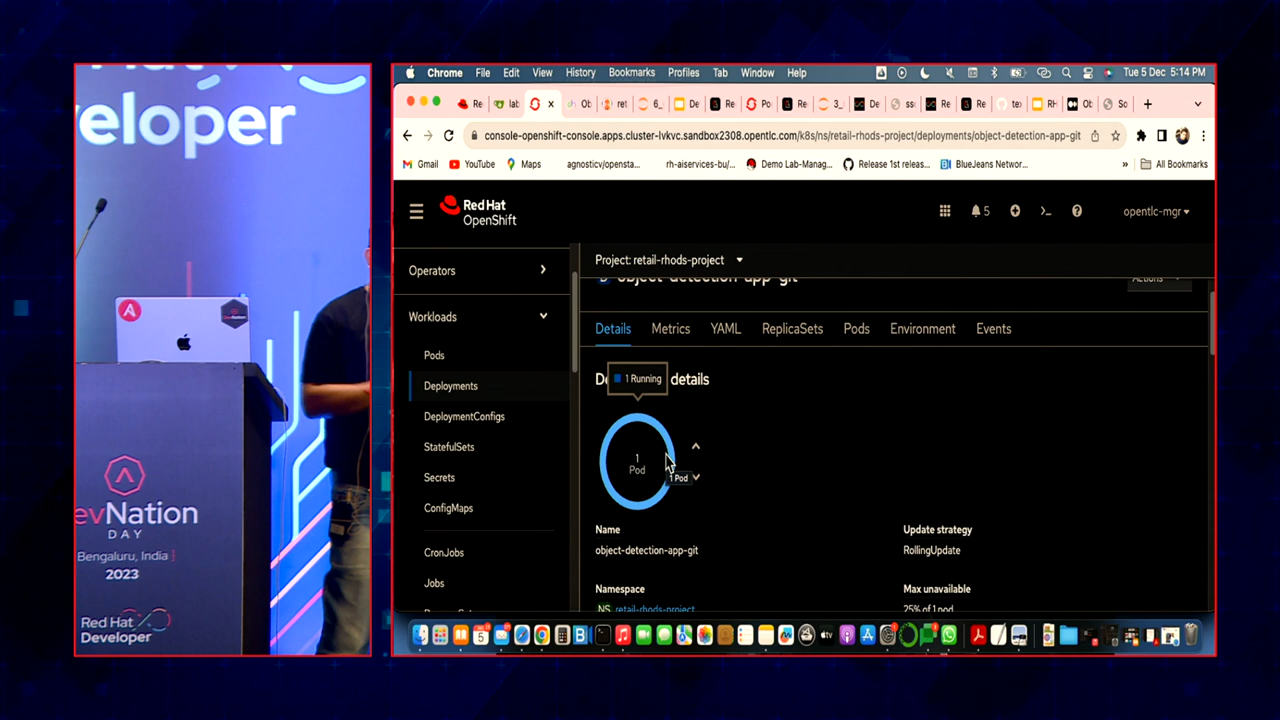 eloper
evNation
DAY
Bengaluru, India
2023
Red Hat
Developer
Chrome File Edit View History Bookmarks Profiles Tab Window Help Tue 5 Dec 5:14 PM
console-openshift-console.apps.cluster-lvkvc.sandbox2308.opentlc.com/k8s/ns/retail-rhods-project/deployments/object-detection-app-git
Gmail YouTube Maps agnosticv/opensta... rh-aiservices-bu/... Demo Lab-Manag... Release 1st releas... BlueJeans Networ... » All Bookmarks
Red Hat
OpenShift
5
opentlc-mgr
Operators
Workloads
Pods
Deployments
DeploymentConfigs
StatefulSets
Secrets
ConfigMaps
CronJobs
Jobs
Project: retail-rhods-project
object-detection-app-git
Actions
Details Metrics YAML ReplicaSets Pods Environment Events
1 Running
details
1
Pod
1 Pod
Name
object-detection-app-git
Update strategy
RollingUpdate
Namespace
NS retail-rhods-project
Max unavailable
25% of 1 pod